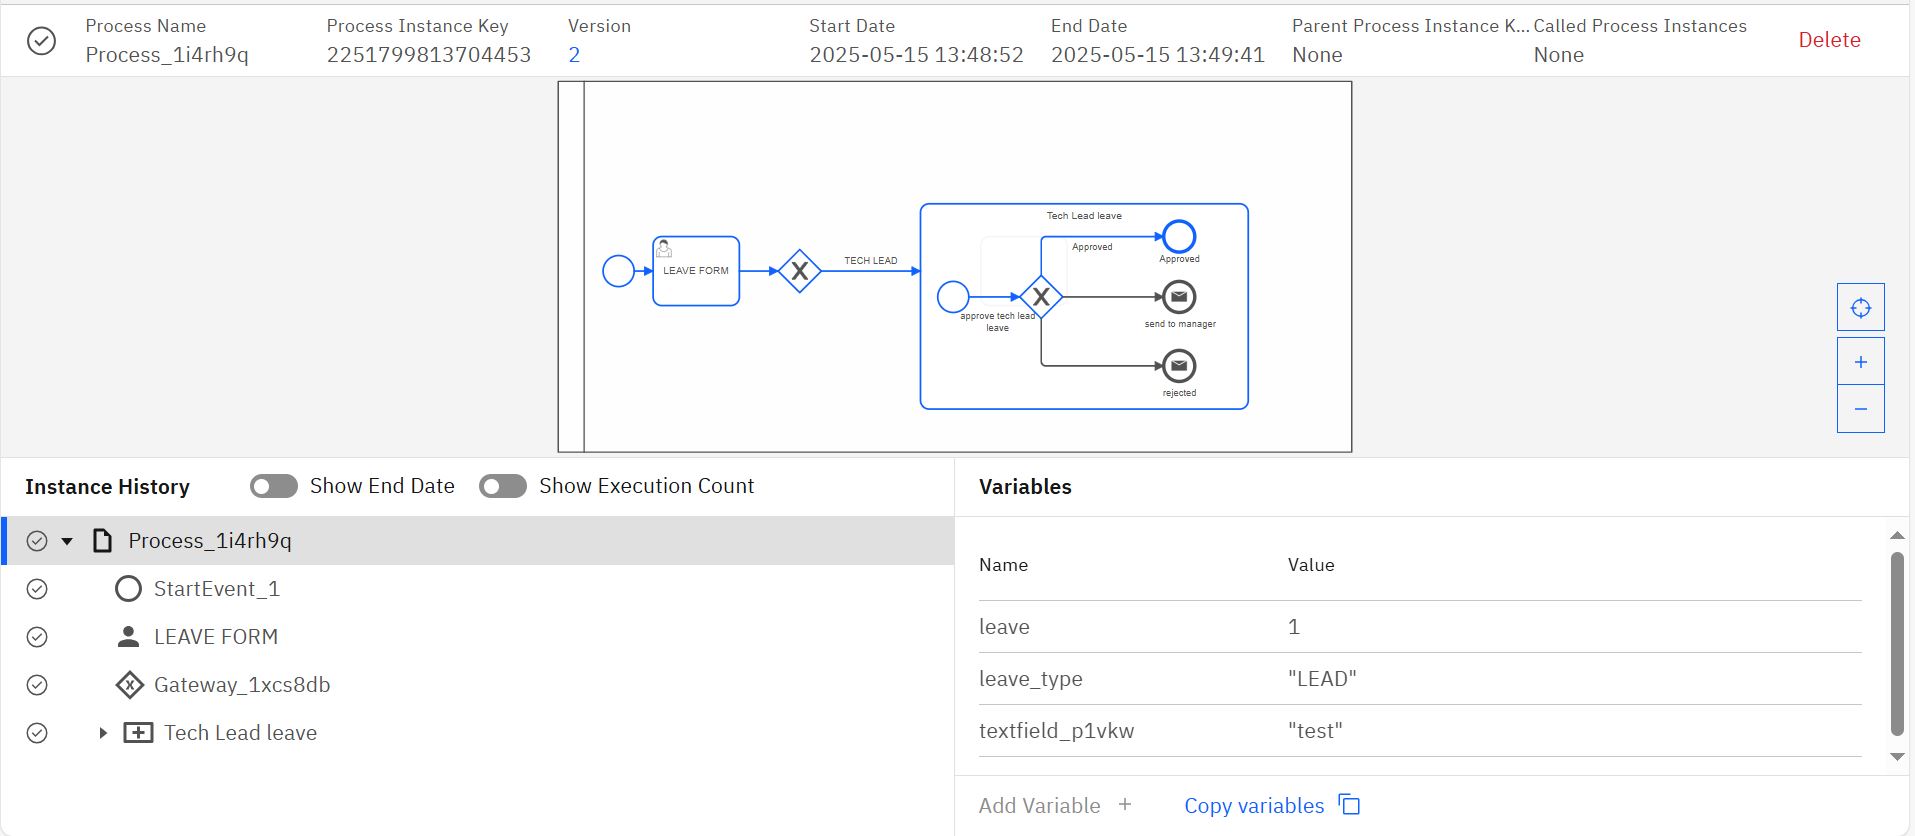 Process Name
Process_1i4rh9q
Process Instance Key
2251799813704453
Version
2
Start Date
2025-05-15 13:48:52
End Date
2025-05-15 13:49:41
Parent Process Instance K...
None
Called Process Instances
None
Delete
LEAVE FORM
TECH LEAD
Tech Lead leave
Approved
Approved
approve tech lead
leave
send to manager
rejected
Instance History
Show End Date
Show Execution Count
Process_1i4rh9q
StartEvent_1
LEAVE FORM
Gateway_1xcs8db
Tech Lead leave
Variables
Name Value
leave 1
leave_type "LEAD"
textfield_p1vkw "test"
Add Variable +
Copy variables